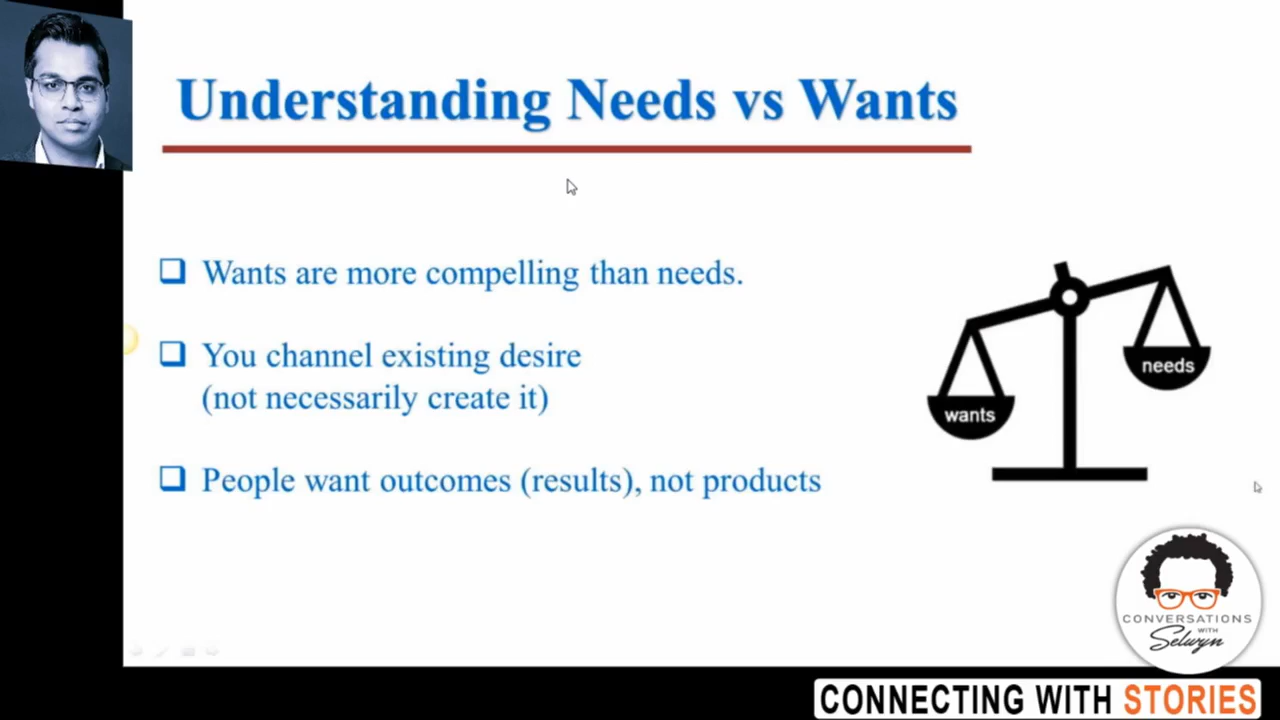 Understanding Needs vs Wants
Wants are more compelling than needs.
You channel existing desire
(not necessarily create it)
People want outcomes (results), not products
needs
wants
CONVERSATIONS
WITH
Selwyn
CONNECTING WITH STORIES